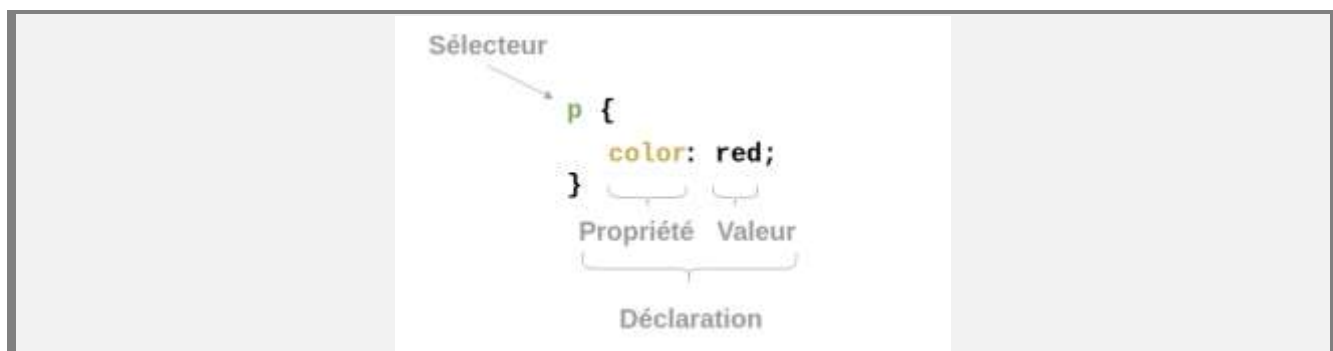 Sélecteur
p {
color: red;
}
Propriété Valeur
Déclaration